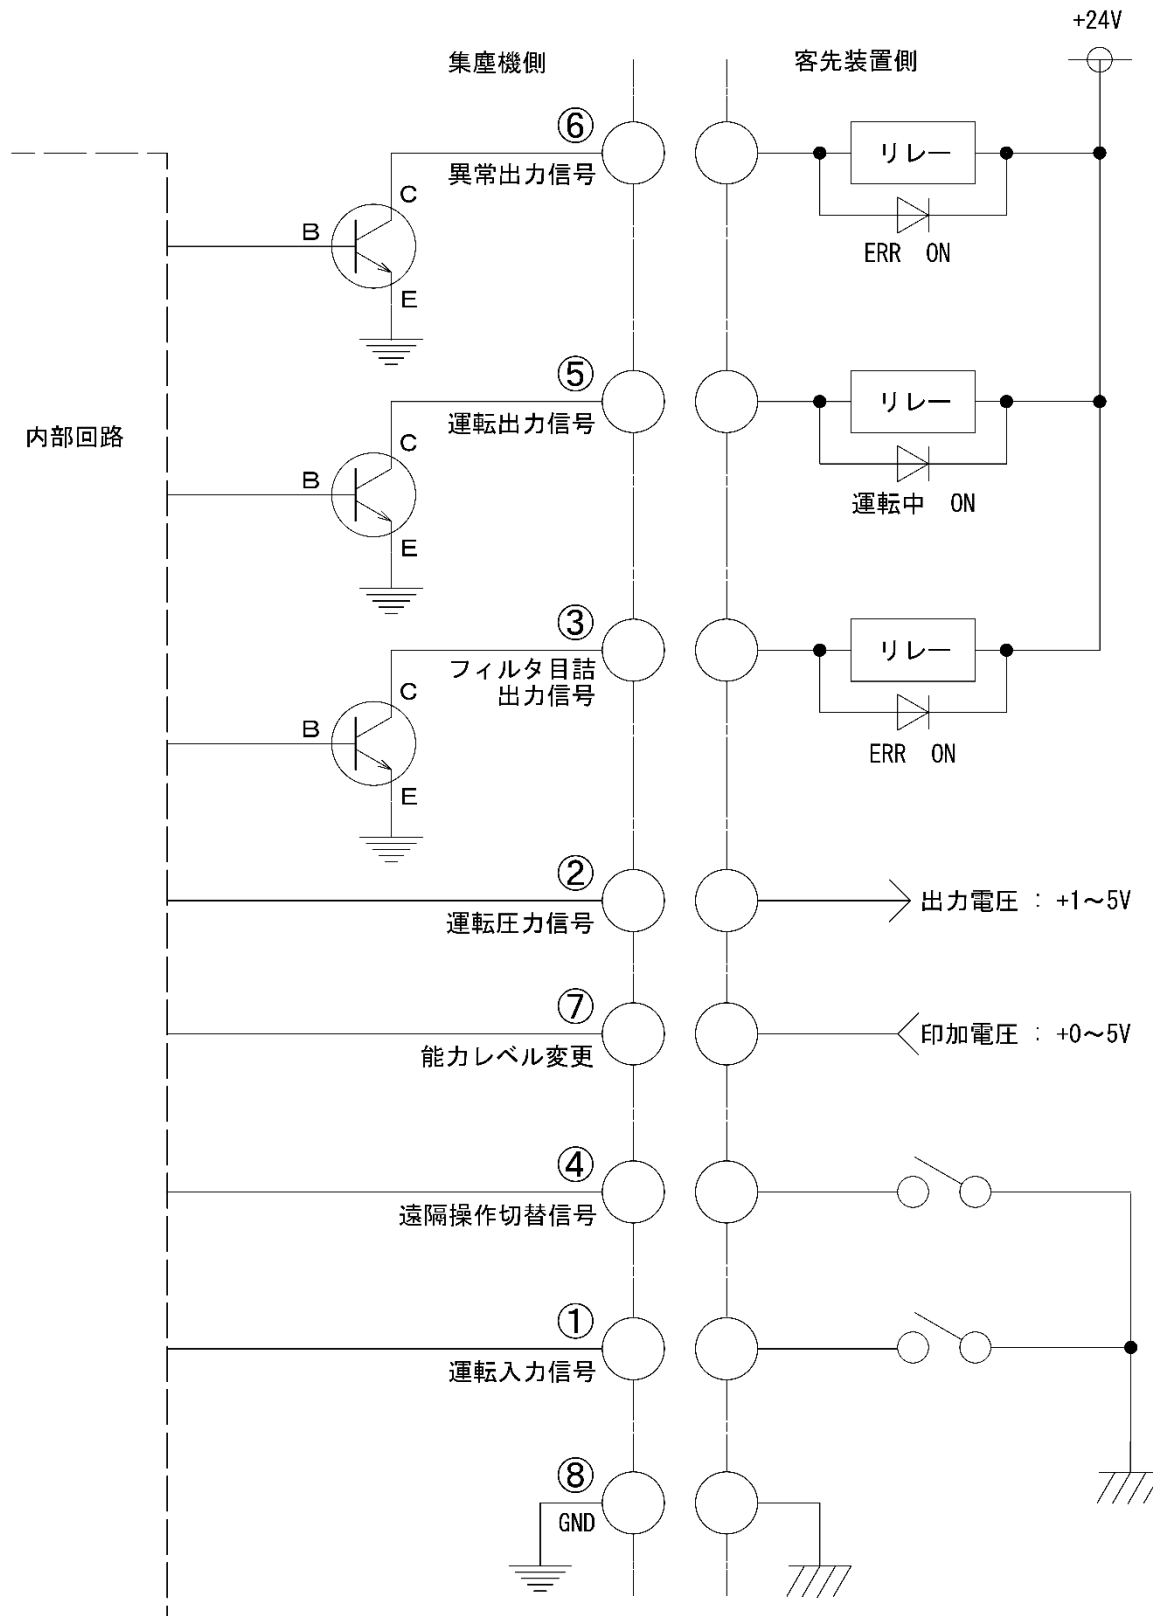 +24V
集塵機側
客先装置側
⑥
異常出力信号
リレー
C
B
E
ERR ON
⑤
運転出力信号
リレー
内部回路
C
B
E
運転中 ON
③
フィルタ目詰
出力信号
リレー
C
B
E
ERR ON
②
運転圧力信号
出力電圧 : +1～5V
⑦
能力レベル変更
印加電圧 : +0～5V
④
遠隔操作切替信号
①
運転入力信号
⑧
GND